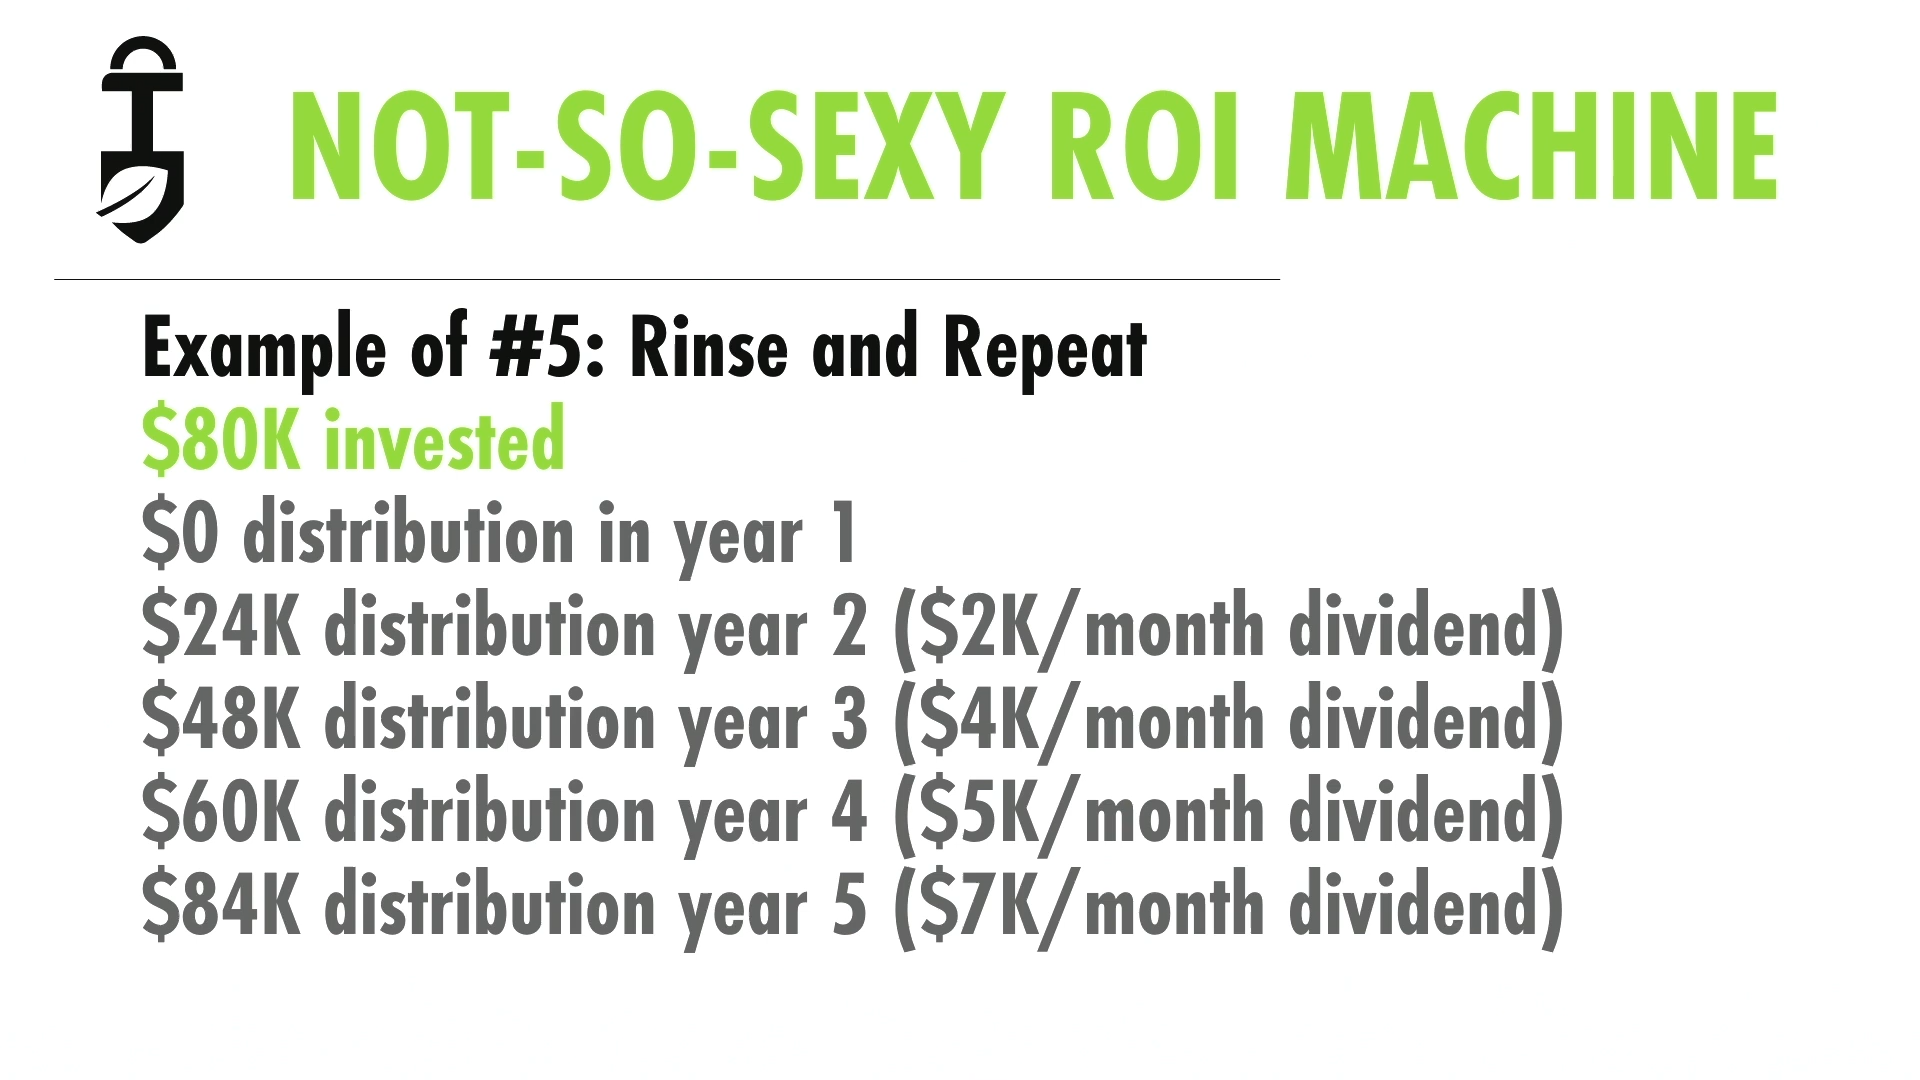 NOT-SO-SEXY ROI MACHINE
Example of #5: Rinse and Repeat
$80K invested
$0 distribution in year 1
$24K distribution year 2 ($2K/month dividend)
$48K distribution year 3 ($4K/month dividend)
$60K distribution year 4 ($5K/month dividend)
$84K distribution year 5 ($7K/month dividend)